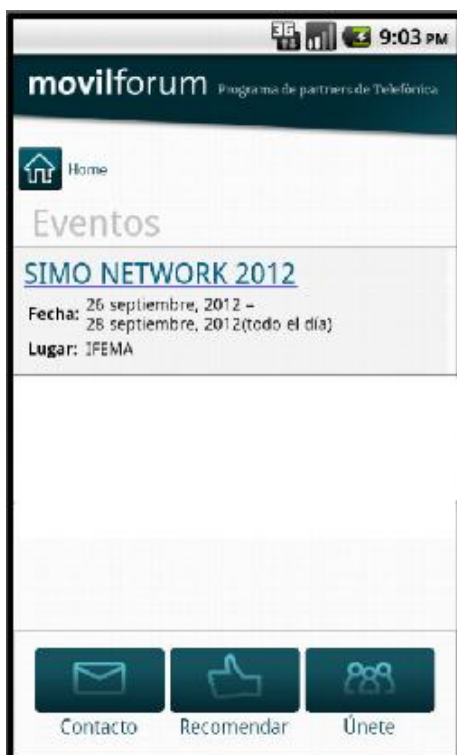 3G 9:03 PM
movilforum Programa de partners de Telefónica
Home
Eventos
SIMO NETWORK 2012
Fecha: 26 septiembre, 2012 –
28 septiembre, 2012(todo el día)
Lugar: IFEMA
Contacto Recomendar Únete